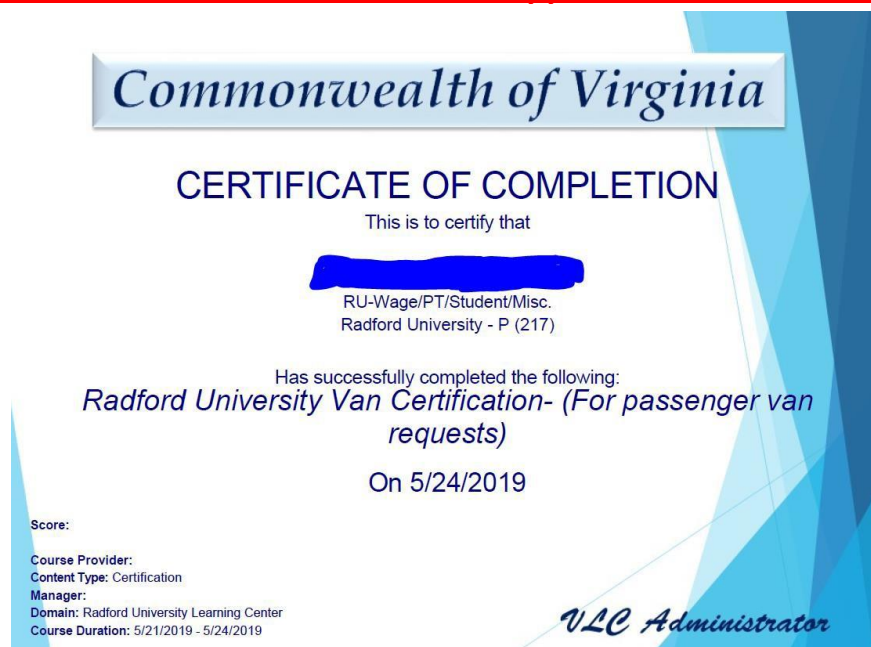 Commonwealth of Virginia
CERTIFICATE OF COMPLETION
This is to certify that
RU-Wage/PT/Student/Misc.
Radford University - P (217)
Has successfully completed the following:
Radford University Van Certification- (For passenger van
requests)
On 5/24/2019
Score:
Course Provider:
Content Type: Certification
Manager:
Domain: Radford University Learning Center
Course Duration: 5/21/2019 - 5/24/2019
VLC Administrator